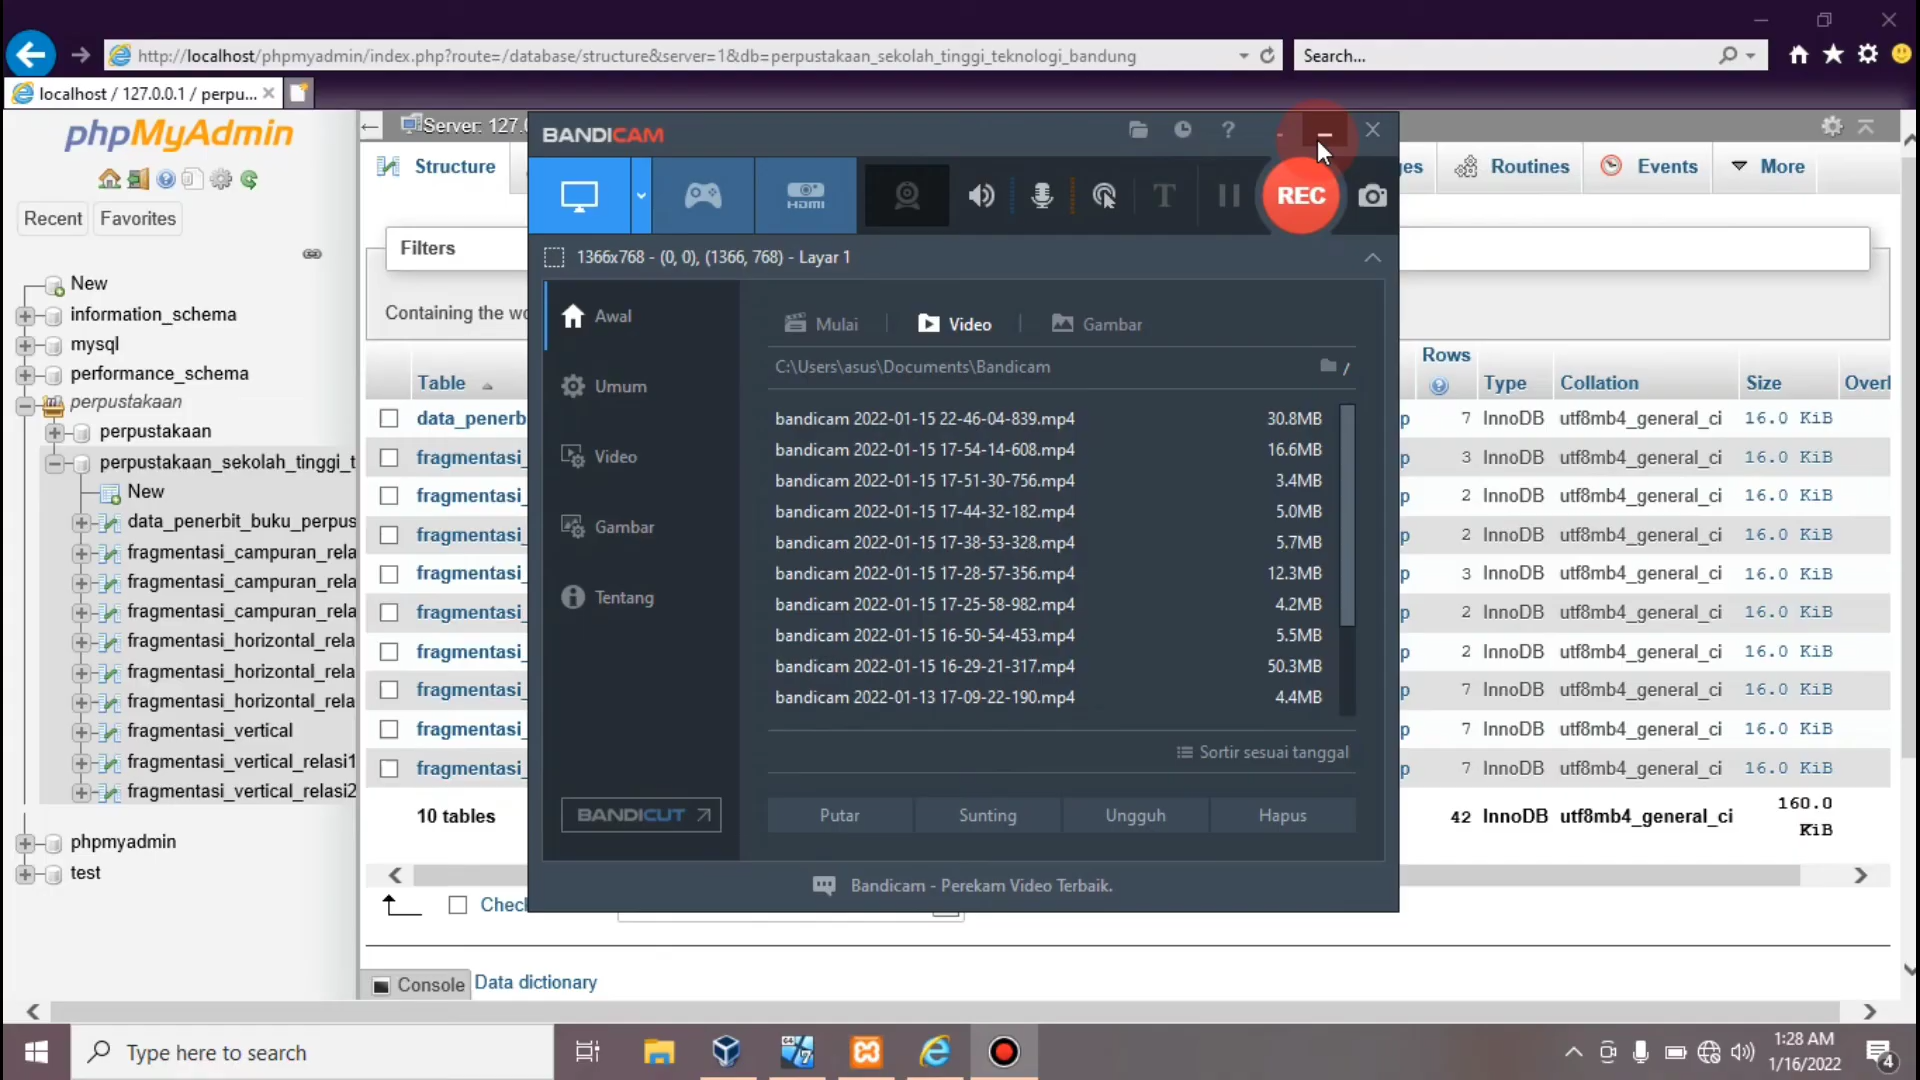 http://localhost/phpmyadmin/index.php?route=/database/structure&server=1&db=perpustakaan_sekolah_tinggi_teknologi_bandung
Search...
localhost / 127.0.0.1 / perpu...
phpMyAdmin
Recent
Favorites
New
information_schema
mysql
performance_schema
perpustakaan
perpustakaan
perpustakaan_sekolah_tinggi_t
New
data_penerbit_buku_perpus
fragmentasi_campuran_rela
fragmentasi_campuran_rela
fragmentasi_campuran_rela
fragmentasi_horizontal_rela
fragmentasi_horizontal_rela
fragmentasi_horizontal_rela
fragmentasi_vertical
fragmentasi_vertical_relasi1
fragmentasi_vertical_relasi2
phpmyadmin
test
Server: 127.
Structure
Routines
Events
More
Filters
Containing the wo
Table
Rows
Type
Collation
Size
Overl
data_penerb
7 InnoDB utf8mb4_general_ci 16.0 KiB
fragmentasi_
3 InnoDB utf8mb4_general_ci 16.0 KiB
fragmentasi_
2 InnoDB utf8mb4_general_ci 16.0 KiB
fragmentasi_
2 InnoDB utf8mb4_general_ci 16.0 KiB
fragmentasi_
3 InnoDB utf8mb4_general_ci 16.0 KiB
fragmentasi_
2 InnoDB utf8mb4_general_ci 16.0 KiB
fragmentasi_
2 InnoDB utf8mb4_general_ci 16.0 KiB
fragmentasi_
7 InnoDB utf8mb4_general_ci 16.0 KiB
fragmentasi_
7 InnoDB utf8mb4_general_ci 16.0 KiB
fragmentasi_
7 InnoDB utf8mb4_general_ci 16.0 KiB
10 tables
42 InnoDB utf8mb4_general_ci 160.0
KiB
Chec
Console
Data dictionary
BANDICAM
HDMI
REC
1366x768 - (0, 0), (1366, 768) - Layar 1
Awal
Umum
Video
Gambar
Tentang
BANDICUT
Mulai
Video
Gambar
C:\Users\asus\Documents\Bandicam
bandicam 2022-01-15 22-46-04-839.mp4 30.8MB
bandicam 2022-01-15 17-54-14-608.mp4 16.6MB
bandicam 2022-01-15 17-51-30-756.mp4 3.4MB
bandicam 2022-01-15 17-44-32-182.mp4 5.0MB
bandicam 2022-01-15 17-38-53-328.mp4 5.7MB
bandicam 2022-01-15 17-28-57-356.mp4 12.3MB
bandicam 2022-01-15 17-25-58-982.mp4 4.2MB
bandicam 2022-01-15 16-50-54-453.mp4 5.5MB
bandicam 2022-01-15 16-29-21-317.mp4 50.3MB
bandicam 2022-01-13 17-09-22-190.mp4 4.4MB
Sortir sesuai tanggal
Putar
Sunting
Ungguh
Hapus
Bandicam - Perekam Video Terbaik.
Type here to search
1:28 AM
1/16/2022
4